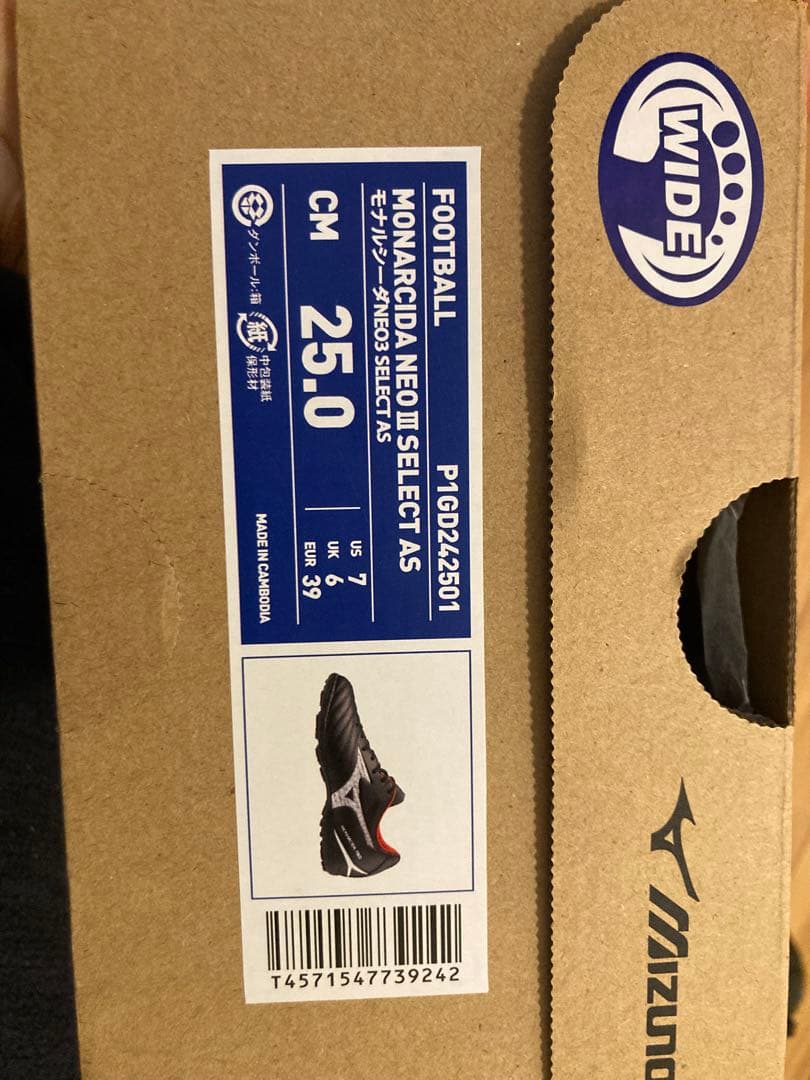 WIDE
FOOTBALL P1GD242501
MONARCIDA NEO III SELECT AS
モナルシーダNEO3 SELECT AS
CM 25.0
US 7
UK 6
EUR 39
ダンボール:箱
紙 中包装紙
保形材
MADE IN CAMBODIA
T4571547739242
Mizuno